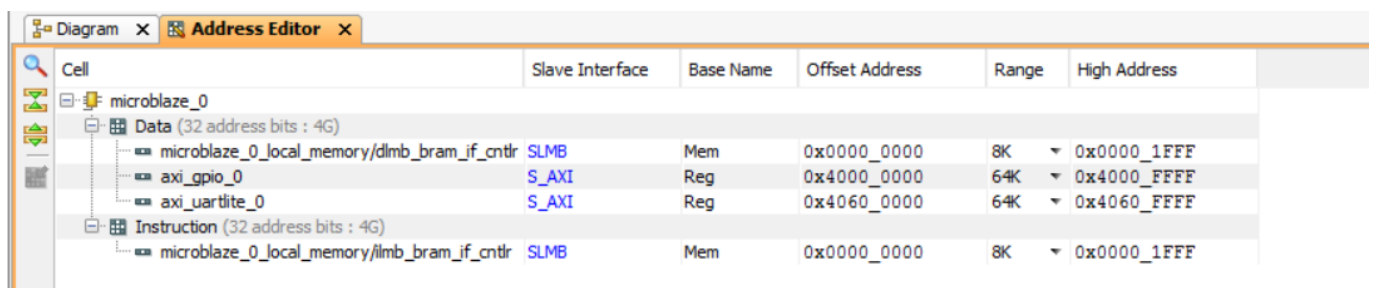 Diagram X Address Editor X
Cell Slave Interface Base Name Offset Address Range High Address
microblaze_0
Data (32 address bits : 4G)
microblaze_0_local_memory/dlmb_bram_if_cntlr SLMB Mem 0x0000_0000 8K 0x0000_1FFF
axi_gpio_0 S_AXI Reg 0x4000_0000 64K 0x4000_FFFF
axi_uartlite_0 S_AXI Reg 0x4060_0000 64K 0x4060_FFFF
Instruction (32 address bits : 4G)
microblaze_0_local_memory/ilmb_bram_if_cntlr SLMB Mem 0x0000_0000 8K 0x0000_1FFF